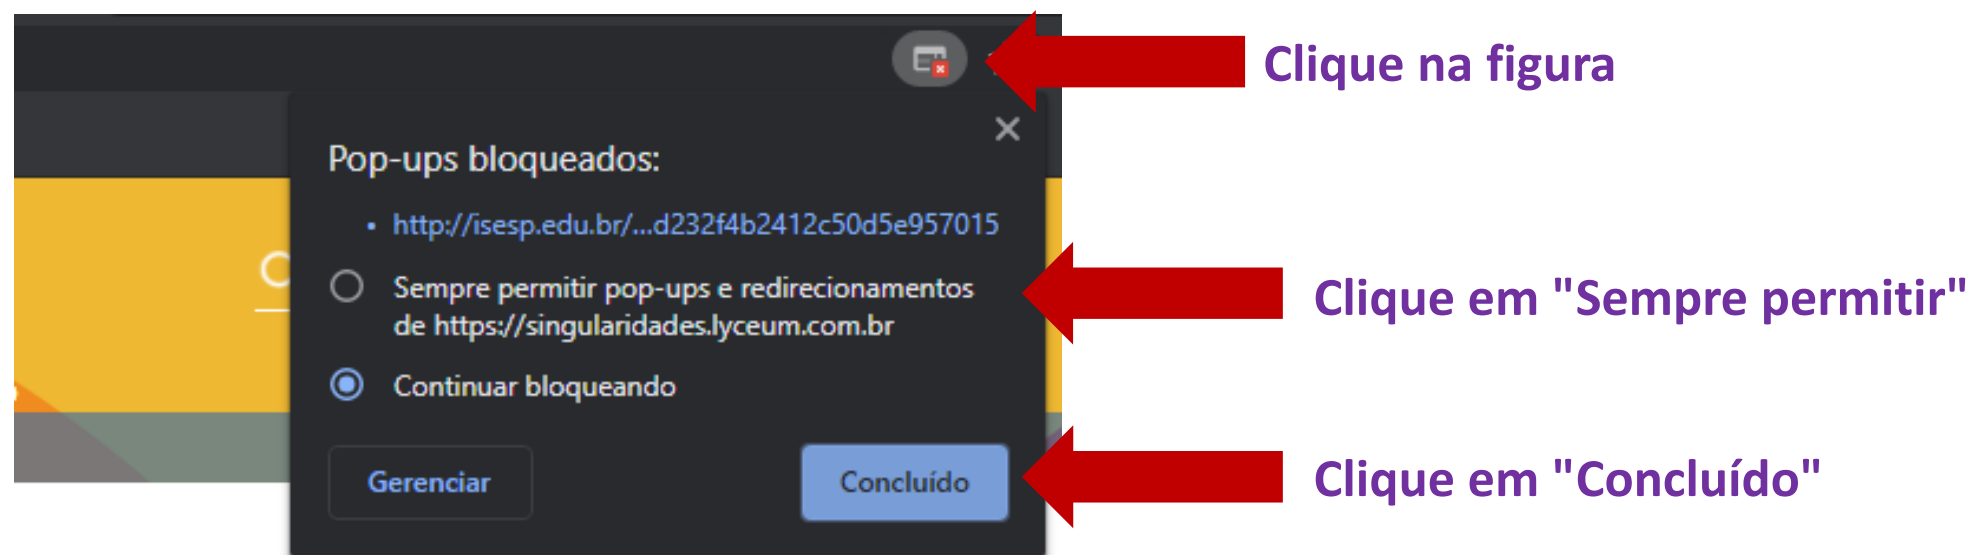 Clique na figura
Pop-ups bloqueados:
• http://isesp.edu.br/...d232f4b2412c50d5e957015
Sempre permitir pop-ups e redirecionamentos
de https://singularidades.lyceum.com.br
Clique em "Sempre permitir"
Continuar bloqueando
Gerenciar
Concluído
Clique em "Concluído"